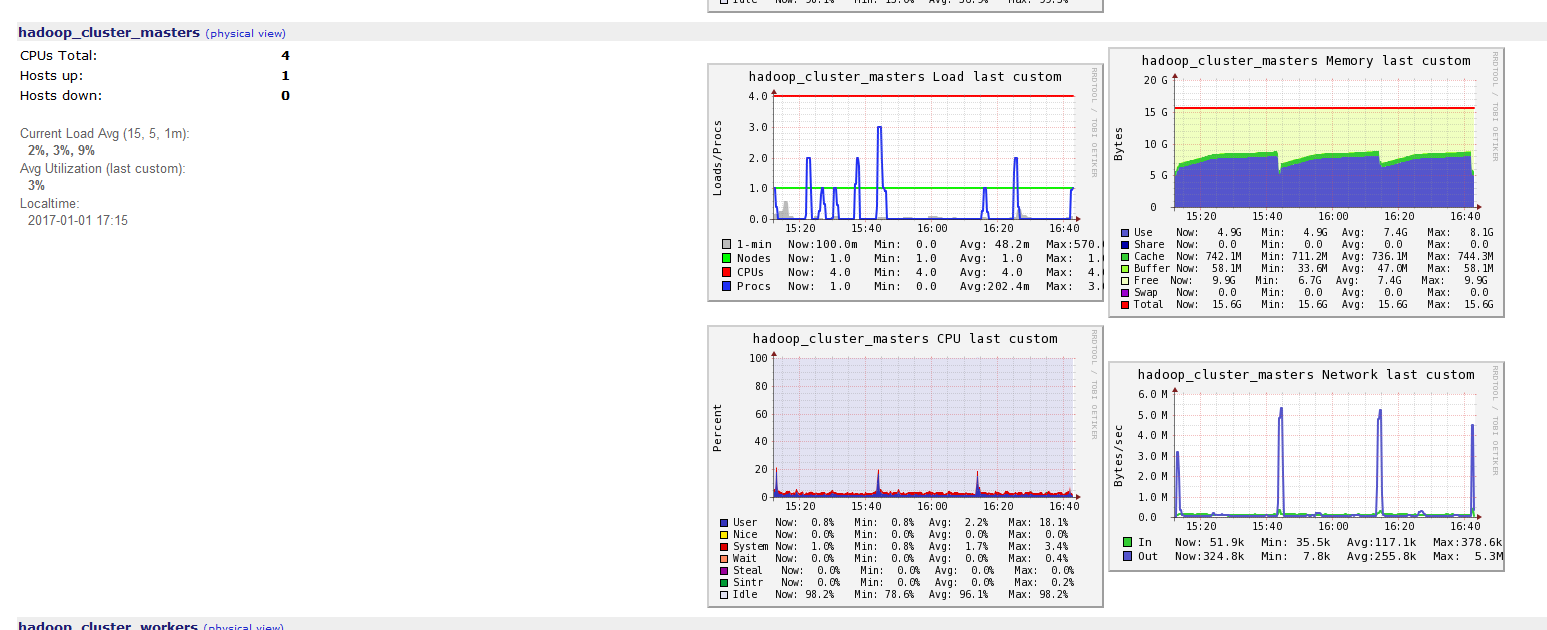 Idle Now: 98.1% Min: 15.0% Avg: Max: 99.3%
hadoop_cluster_masters (physical view)
CPUs Total: 4
Hosts up: 1
Hosts down: 0
Current Load Avg (15, 5, 1m):
2%, 3%, 9%
Avg Utilization (last custom):
3%
Localtime:
2017-01-01 17:15
hadoop_cluster_masters Load last custom
RRDTOOL / TOBI OETIKER
Loads/Procs
4.0
3.0
2.0
1.0
0.0
15:20 15:40 16:00 16:20 16:40
1-min Now:100.0m Min: 0.0 Avg: 48.2m Max:570.
Nodes Now: 1.0 Min: 1.0 Avg: 1.0 Max: 1.
CPUs Now: 4.0 Min: 4.0 Avg: 4.0 Max: 4.
Procs Now: 1.0 Min: 0.0 Avg:202.4m Max: 3.
hadoop_cluster_masters Memory last custom
RRDTOOL / TOBI OETIKER
Bytes
20 G
15 G
10 G
5 G
0
15:20 15:40 16:00 16:20 16:40
Use Now: 4.9G Min: 4.9G Avg: 7.4G Max: 8.1G
Share Now: 0.0 Min: 0.0 Avg: 0.0 Max: 0.0
Cache Now: 742.1M Min: 711.2M Avg: 736.1M Max: 744.3M
Buffer Now: 58.1M Min: 33.6M Avg: 47.0M Max: 58.1M
Free Now: 9.9G Min: 6.7G Avg: 7.4G Max: 9.9G
Swap Now: 0.0 Min: 0.0 Avg: 0.0 Max: 0.0
Total Now: 15.6G Min: 15.6G Avg: 15.6G Max: 15.6G
hadoop_cluster_masters CPU last custom
RRDTOOL / TOBI OETIKER
Percent
100
80
60
40
20
0
15:20 15:40 16:00 16:20 16:40
User Now: 0.8% Min: 0.8% Avg: 2.2% Max: 18.1%
Nice Now: 0.0% Min: 0.0% Avg: 0.0% Max: 0.0%
System Now: 1.0% Min: 0.8% Avg: 1.7% Max: 3.4%
Wait Now: 0.0% Min: 0.0% Avg: 0.0% Max: 0.4%
Steal Now: 0.0% Min: 0.0% Avg: 0.0% Max: 0.0%
Sintr Now: 0.0% Min: 0.0% Avg: 0.0% Max: 0.2%
Idle Now: 98.2% Min: 78.6% Avg: 96.1% Max: 98.2%
hadoop_cluster_masters Network last custom
RRDTOOL / TOBI OETIKER
Bytes/sec
6.0 M
5.0 M
4.0 M
3.0 M
2.0 M
1.0 M
0.0
15:20 15:40 16:00 16:20 16:40
In Now: 51.9k Min: 35.5k Avg:117.1k Max:378.6k
Out Now:324.8k Min: 7.8k Avg:255.8k Max: 5.3M
hadoop_cluster_workers (physical view)